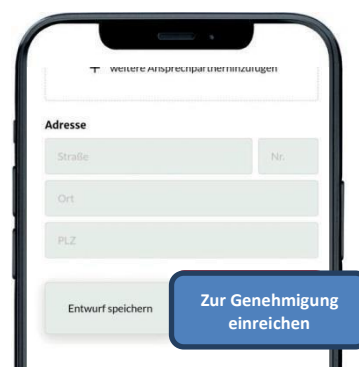 + weitere Ansprechpartnerhinzufügen
Adresse
Straße Nr.
Ort
PLZ
Entwurf speichern
Zur Genehmigung
einreichen